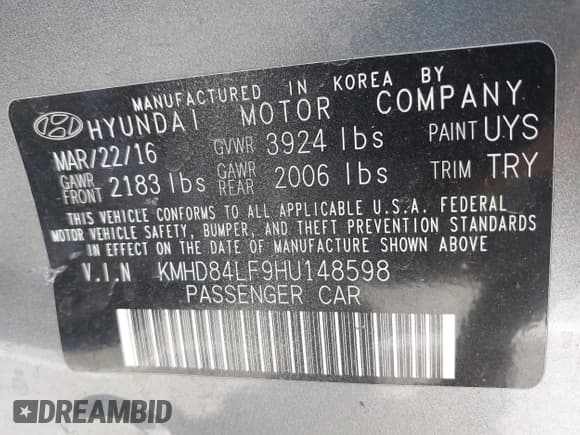 MANUFACTURED IN KOREA BY
HYUNDAI MOTOR COMPANY
MAR/22/16 GVWR 3924 lbs PAINT UYS
GAWR FRONT 2183 lbs GAWR REAR 2006 lbs TRIM TRY
THIS VEHICLE CONFORMS TO ALL APPLICABLE U.S.A. FEDERAL
MOTOR VEHICLE SAFETY, BUMPER, AND THEFT PREVENTION STANDARDS
IN EFFECT ON THE DATE OF MANUFACTURE SHOWN ABOVE.
V.I.N KMHD84LF9HU148598
PASSENGER CAR
DREAMBID